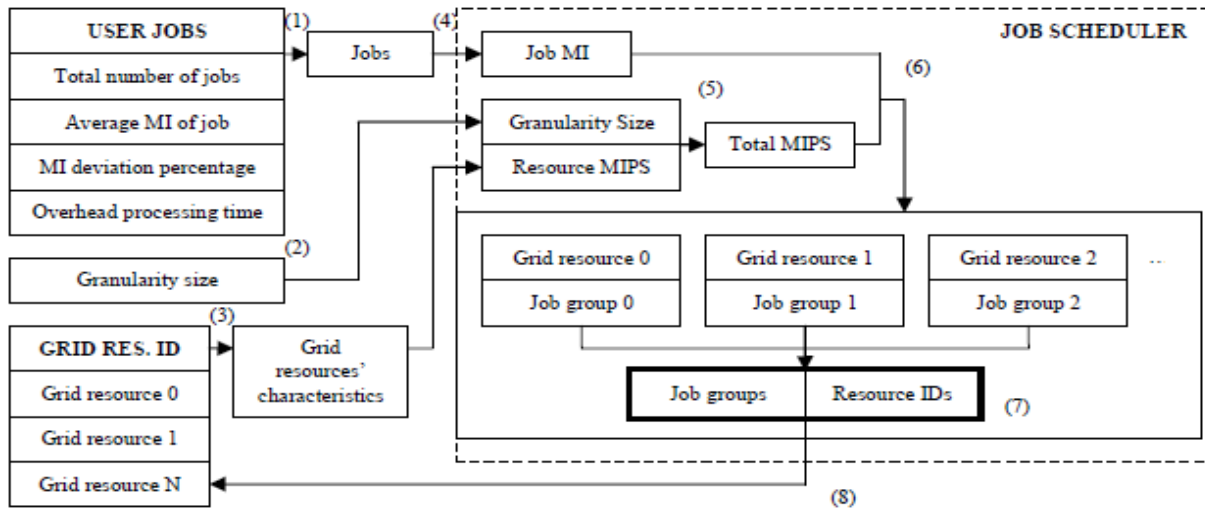 USER JOBS
Total number of jobs
Average MI of job
MI deviation percentage
Overhead processing time
(1)
Jobs
(4)
JOB SCHEDULER
Job MI
(6)
(5)
Granularity Size
Resource MIPS
Total MIPS
(2)
Granularity size
(3)
GRID RES. ID
Grid resource 0
Grid resource 1
Grid resource N
Grid
resources'
characteristics
Grid resource 0
Job group 0
Grid resource 1
Job group 1
Grid resource 2
Job group 2
...
Job groups
Resource IDs
(7)
(8)